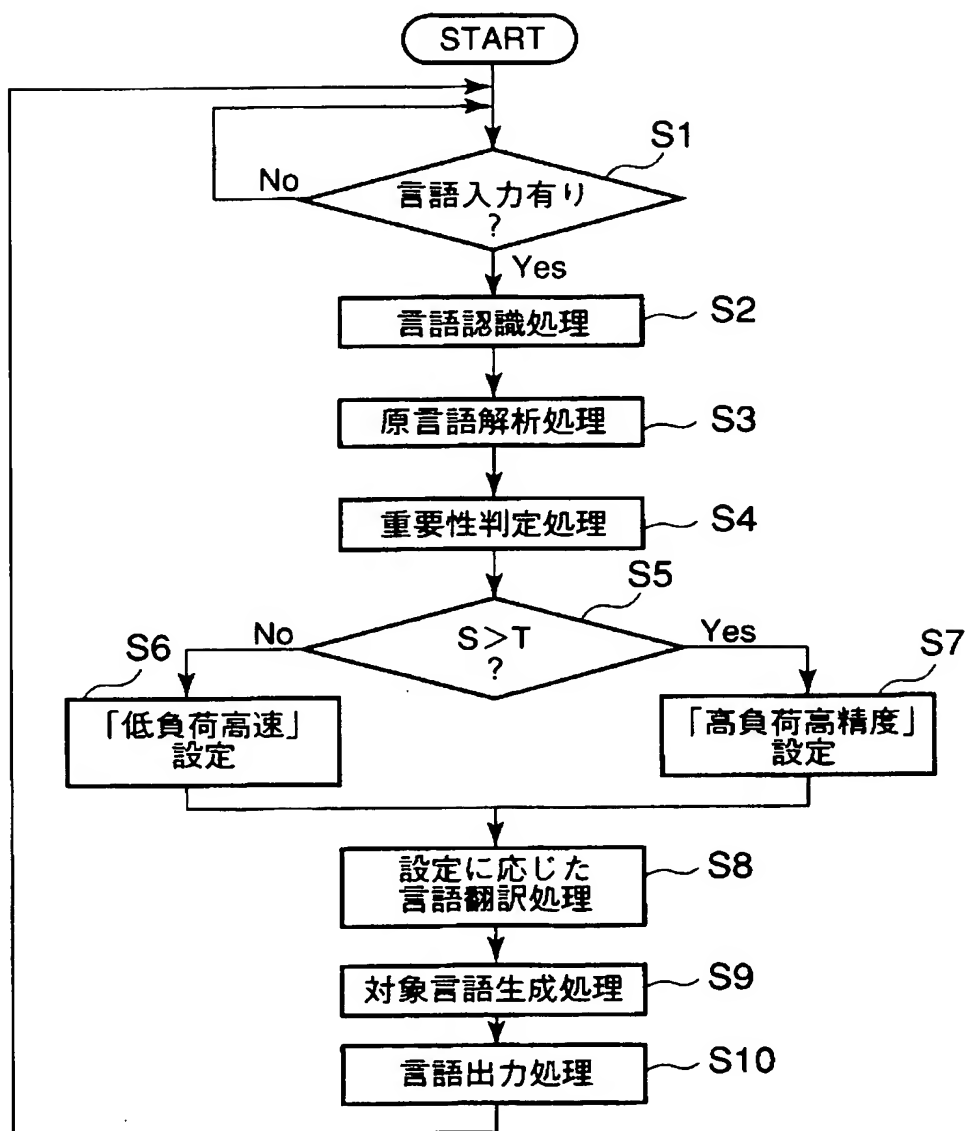 START
S1
No
言語入力有り
?
Yes
言語認識処理
S2
原言語解析処理
S3
重要性判定処理
S4
S5
No
S>T
?
Yes
S6
S7
「低負荷高速」
設定
「高負荷高精度」
設定
設定に応じた
言語翻訳処理
S8
対象言語生成処理
S9
言語出力処理
S10